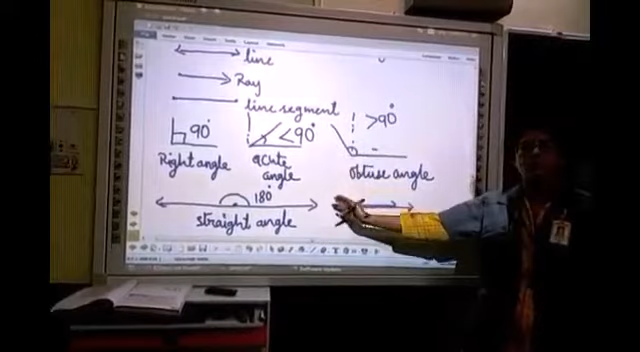 line
Ray
line segment
90° <90° >90°
Right angle acute angle obtuse angle
180°
straight angle